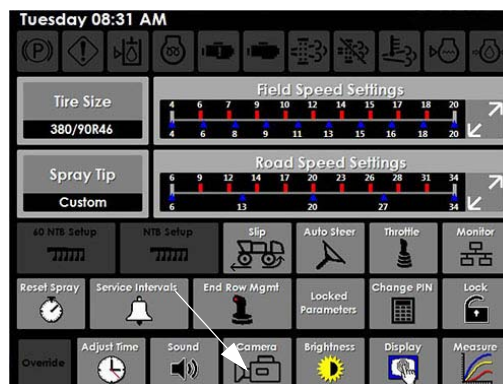 Tuesday 08:31 AM
(P)
Tire Size
380/90R46
Field Speed Settings
4 6 7 9 10 12 14 15 17 18 20
4 6 8 9 11 13 15 16 18 20
Spray Tip
Custom
Road Speed Settings
6 9 12 14 17 20 23 26 28 31 34
6 13 20 27 34
60 NTB Setup
NTB Setup
Slip
Auto Steer
Throttle
Monitor
Reset Spray
Service Intervals
End Row Mgmt
Locked
Parameters
Change PIN
Lock
Override
Adjust Time
Sound
Camera
Brightness
Display
Measure